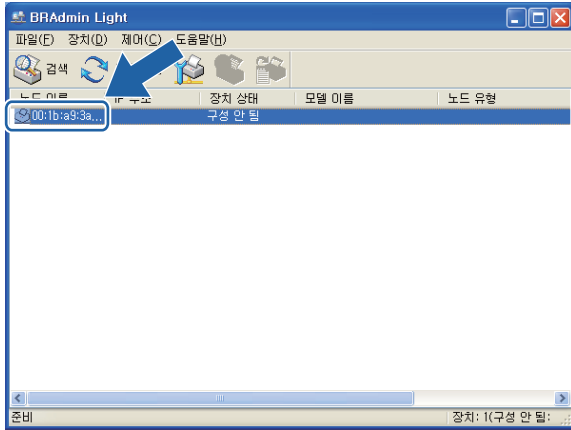 BRAdmin Light
파일(F) 장치(D) 제어(C) 도움말(H)
검색
장치 상태 모델 이름 노드 유형
00:1b:a9:3a... 구성 안 됨
준비 장치: 1(구성 안 됨: